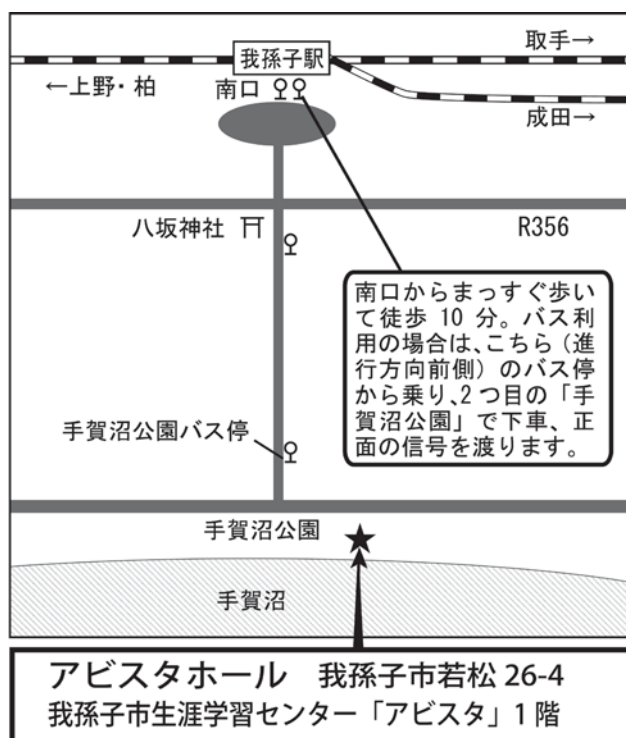 我孫子駅
取手→
←上野・柏
南口
成田→
八坂神社
R356
南口からまっすぐ歩い
て徒歩 10 分。バス利
用の場合は、こちら（進
行方向前側）のバス停
から乗り、2 つ目の「手
賀沼公園」で下車、正
面の信号を渡ります。
手賀沼公園バス停
手賀沼公園
手賀沼
アビスタホール 我孫子市若松 26-4
我孫子市生涯学習センター「アビスタ」1 階